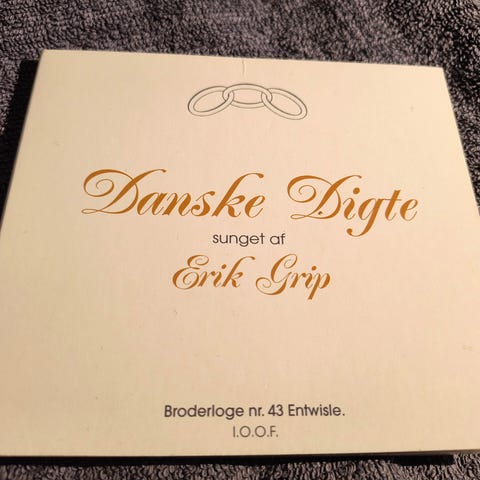 Danske Digte
sunget af
Erik Grip
Broderloge nr. 43 Entwisle.
I.O.O.F.